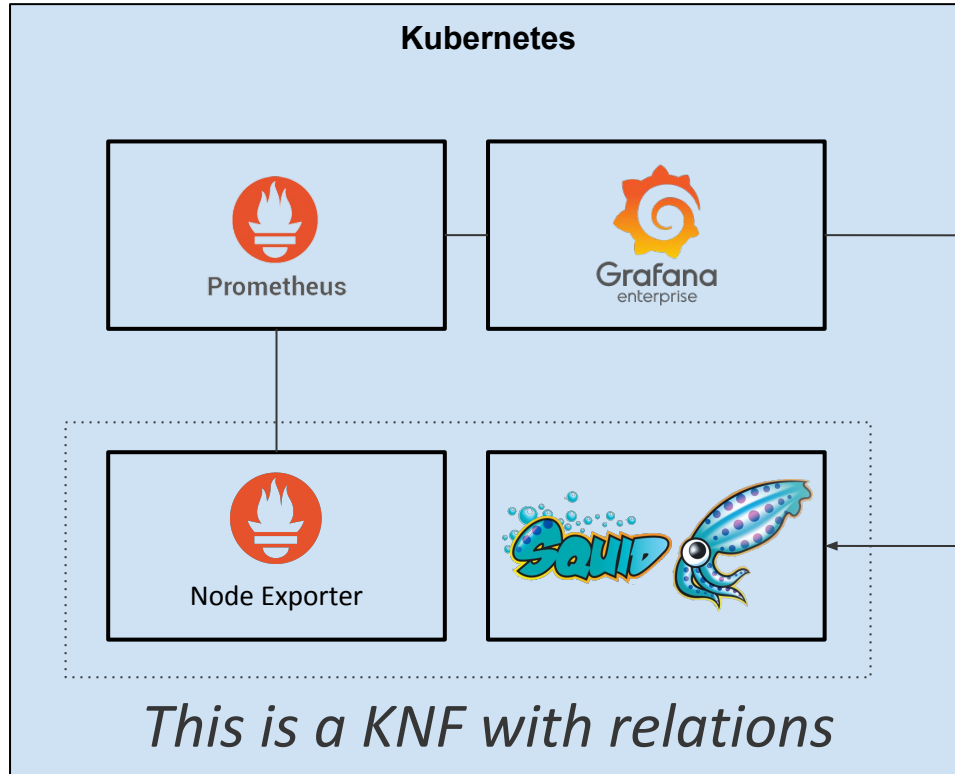 Kubernetes
Prometheus
Grafana
enterprise
Node Exporter
SQUID
This is a KNF with relations